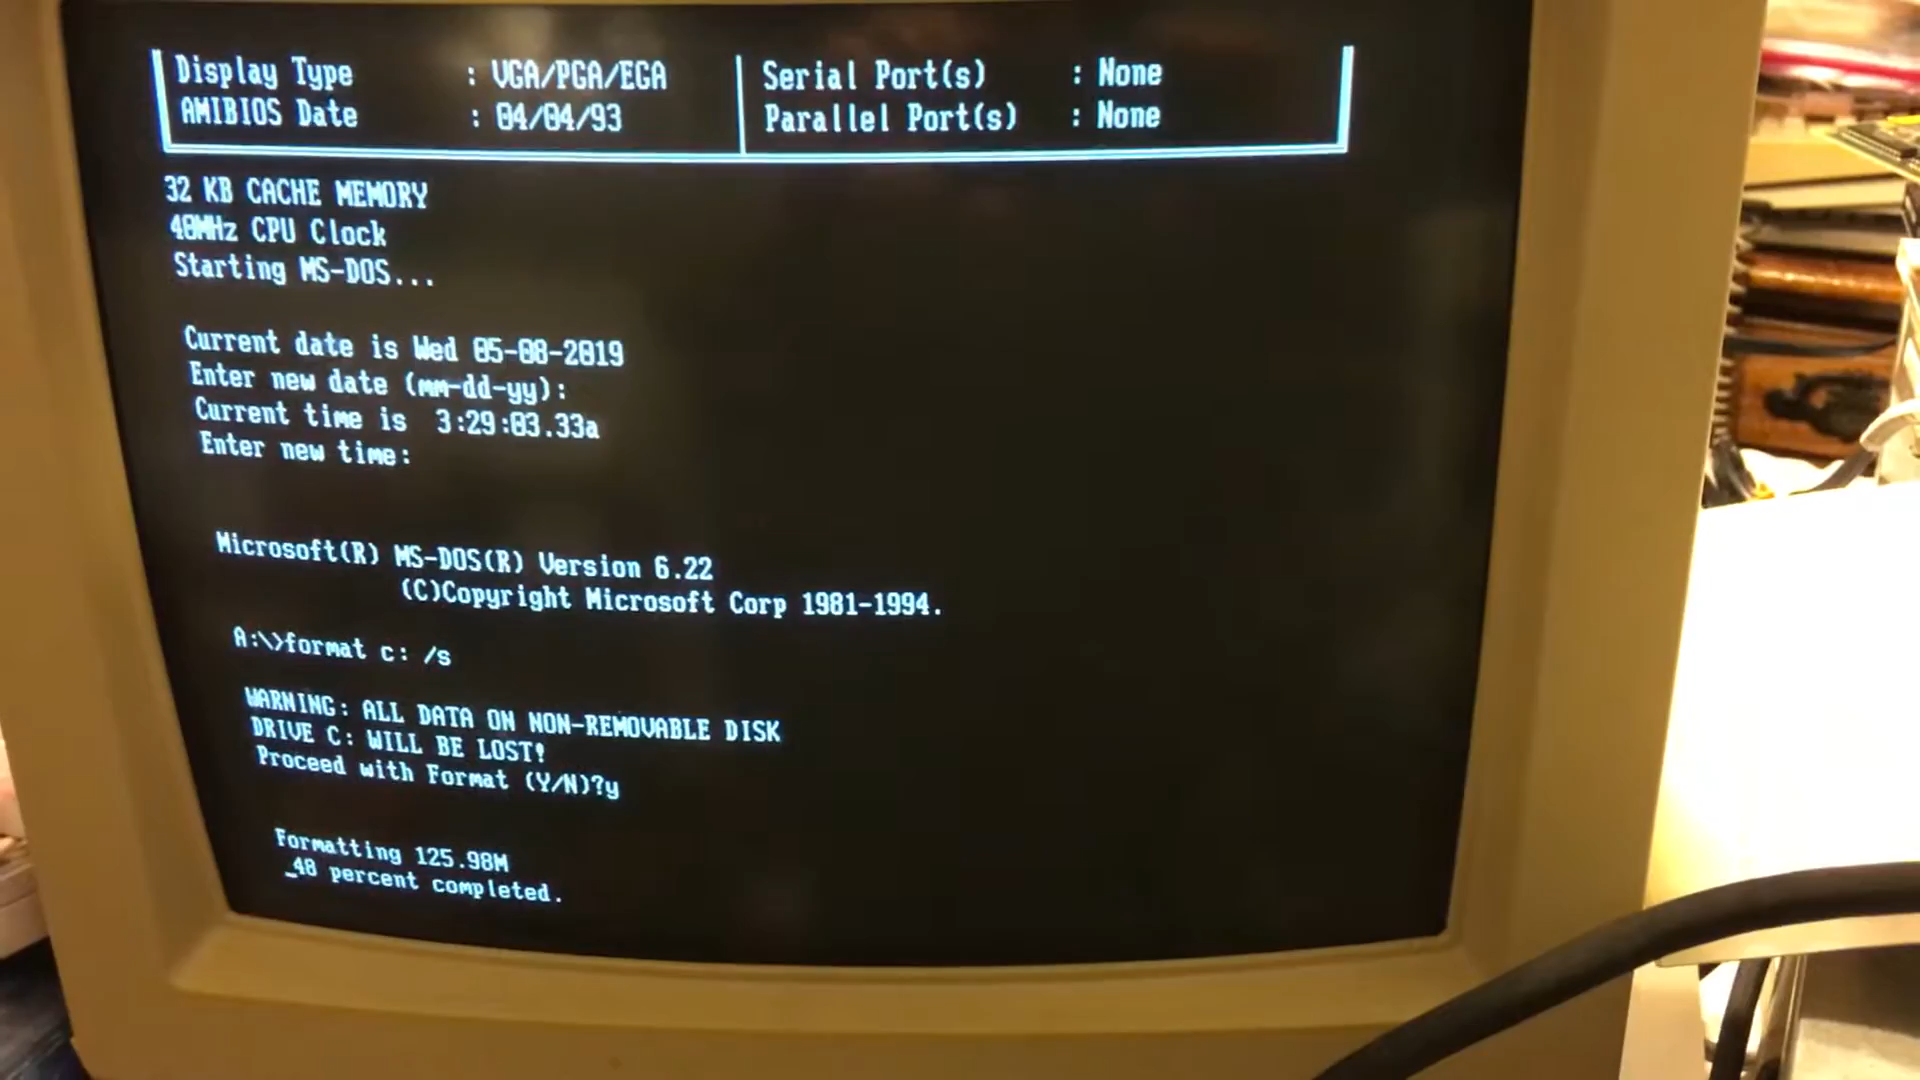 Display Type : VGA/PGA/EGA Serial Port(s) : None
AMIBIOS Date : 04/04/93 Parallel Port(s) : None
32 KB CACHE MEMORY
40MHz CPU Clock
Starting MS-DOS...
Current date is Wed 05-08-2019
Enter new date (mm-dd-yy):
Current time is 3:29:03.33a
Enter new time:
Microsoft(R) MS-DOS(R) Version 6.22
(C)Copyright Microsoft Corp 1981-1994.
A:\>format c: /s
WARNING: ALL DATA ON NON-REMOVABLE DISK
DRIVE C: WILL BE LOST!
Proceed with Format (Y/N)?y
Formatting 125.98M
48 percent completed.